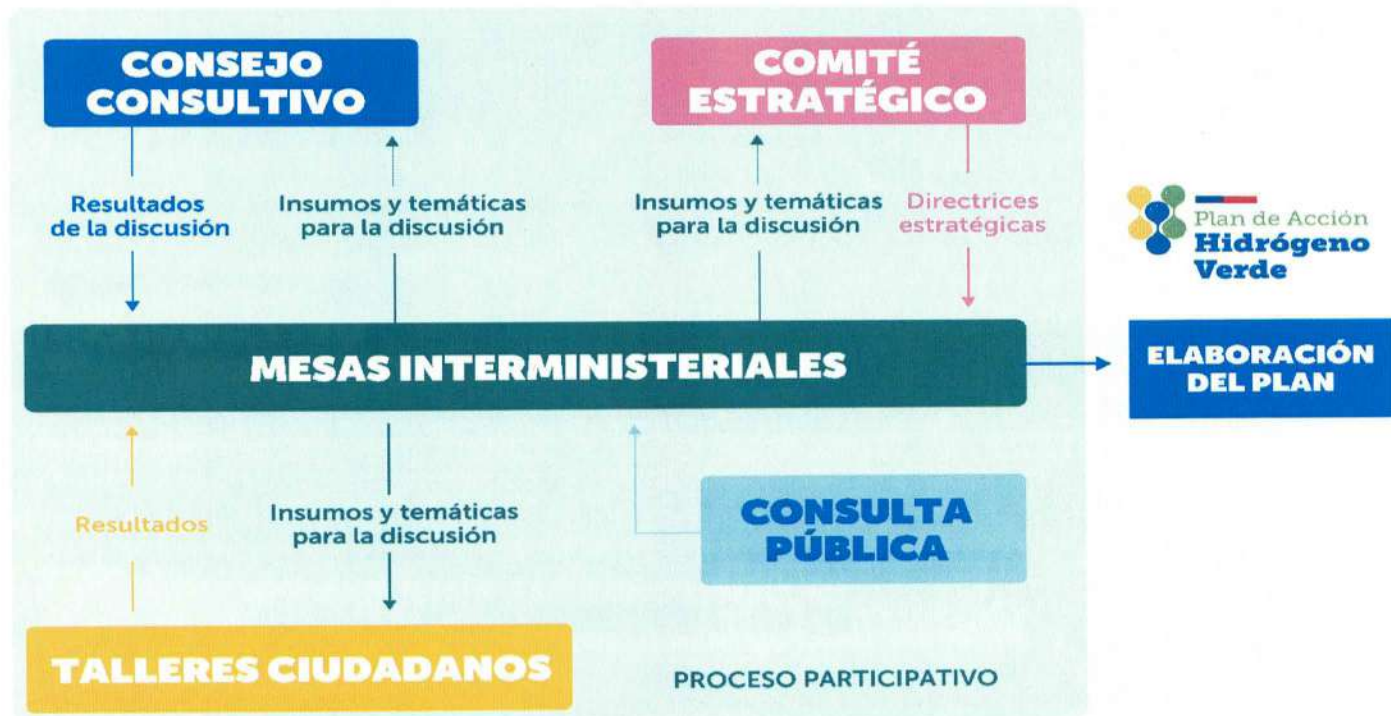 CONSEJO
CONSULTIVO
COMITÉ
ESTRATÉGICO
Resultados
de la discusión
Insumos y temáticas
para la discusión
Insumos y temáticas
para la discusión
Directrices
estratégicas
Plan de Acción
Hidrógeno
Verde
MESAS INTERMINISTERIALES
ELABORACIÓN
DEL PLAN
Resultados
Insumos y temáticas
para la discusión
CONSULTA
PÚBLICA
TALLERES CIUDADANOS
PROCESO PARTICIPATIVO